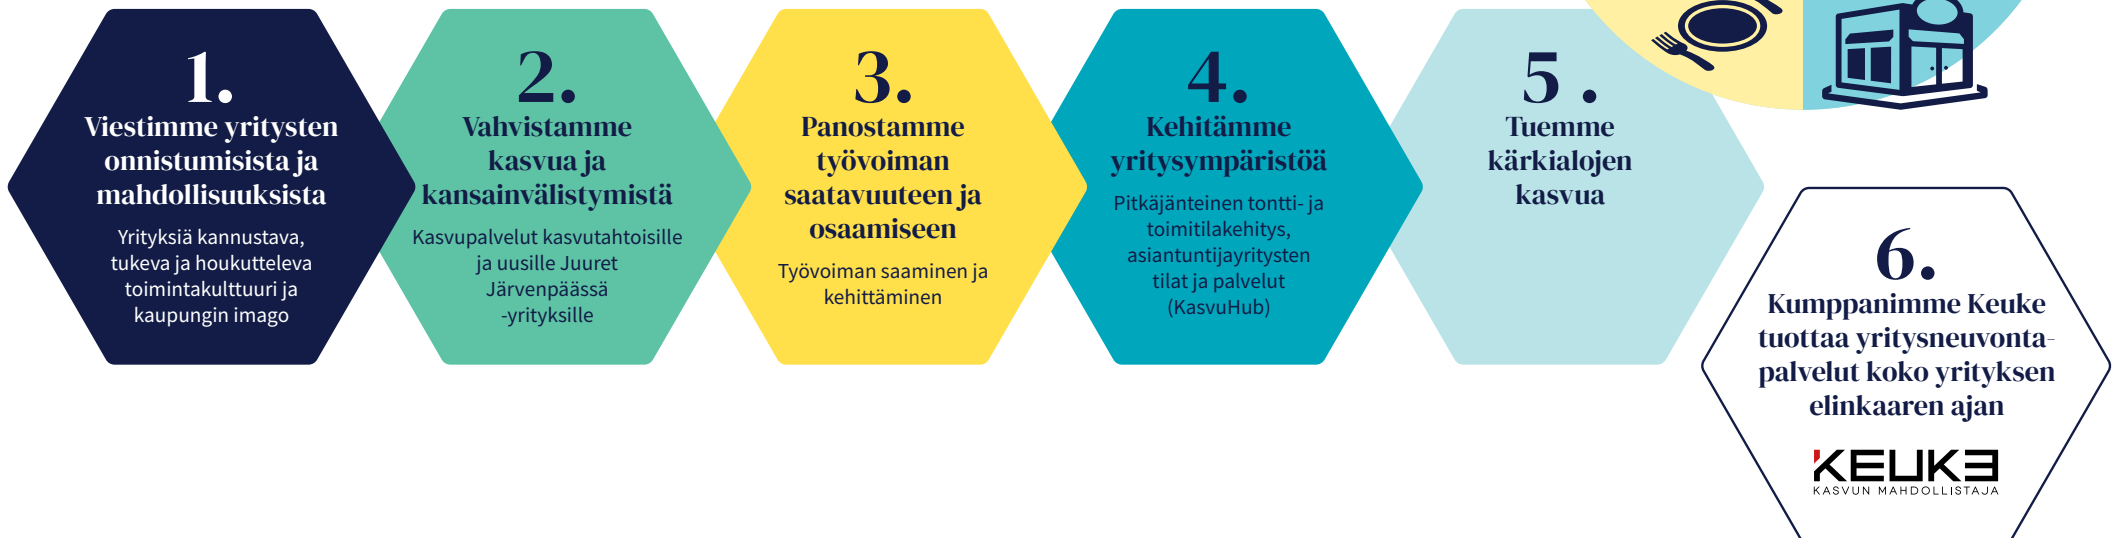 1.
Viestimme yritysten
onnistumisista ja
mahdollisuuksista
Yrityksiä kannustava,
tukeva ja houkutteleva
toimintakulttuuri ja
kaupungin imago
2.
Vahvistamme
kasvua ja
kansainvälistymistä
Kasvupalvelut kasvutahtoisille
ja uusille Juuret
Järvenpäässä
-yrityksille
3.
Panostamme
työvoiman
saatavuuteen ja
osaamiseen
Työvoiman saaminen ja
kehittäminen
4.
Kehitämme
yritysympäristöä
Pitkäjänteinen tontti- ja
toimitilakehitys,
asiantuntijayritysten
tilat ja palvelut
(KasvuHub)
5 .
Tuemme
kärkialojen
kasvua
6.
Kumppanimme Keuke
tuottaa yritysneuvonta-
palvelut koko yrityksen
elinkaaren ajan
KEUKE
KASVUN MAHDOLLISTAJA